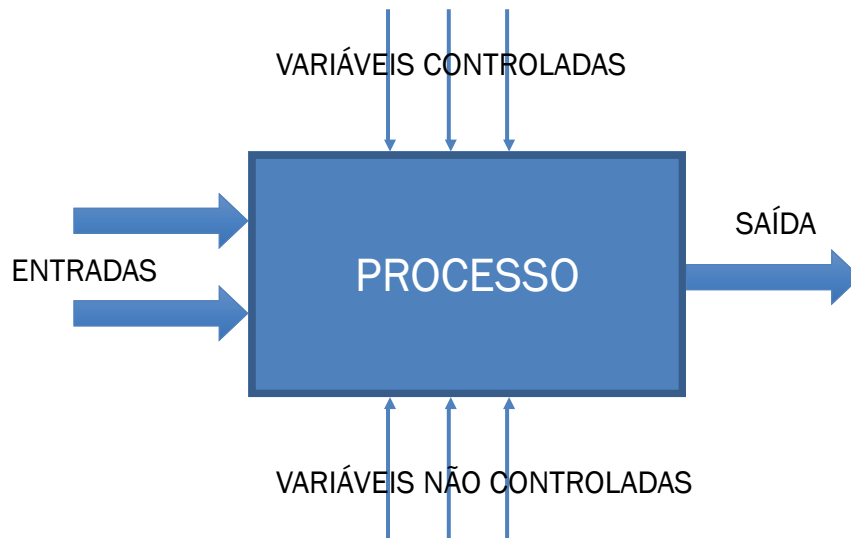 VARIÁVEIS CONTROLADAS
SAÍDA
ENTRADAS
PROCESSO
VARIÁVEIS NÃO CONTROLADAS